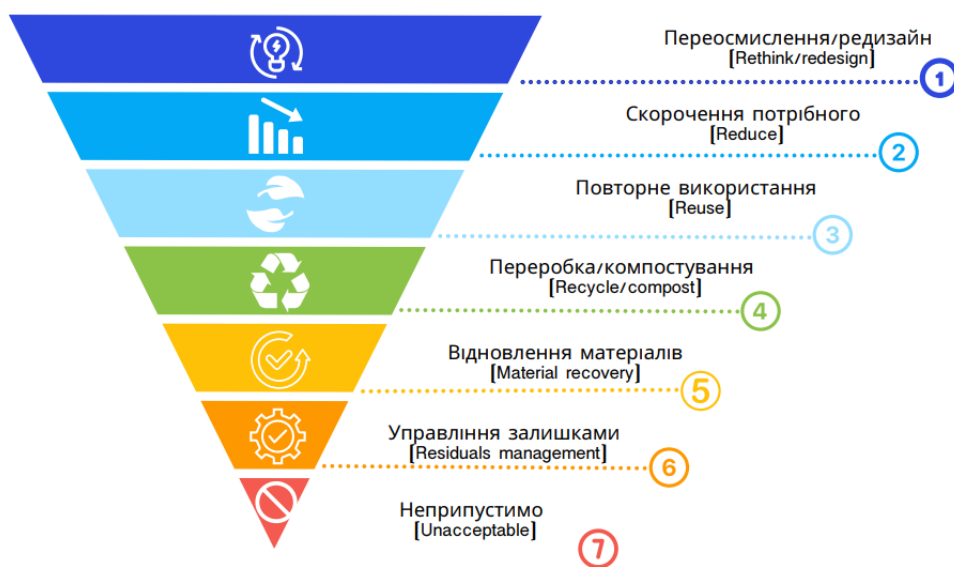 Переосмислення/редизайн
[Rethink/redesign]
1
Скорочення потрібного
[Reduce]
2
Повторне використання
[Reuse]
3
Переробка/компостування
[Recycle/compost]
4
Відновлення матеріалів
[Material recovery]
5
Управління залишками
[Residuals management]
6
Неприпустимо
[Unacceptable]
7